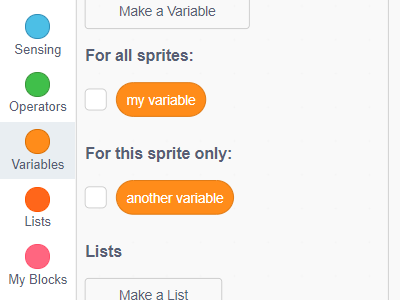 Make a Variable
Sensing
For all sprites:
my variable
Operators
For this sprite only:
Variables
another variable
Lists
Lists
My Blocks
Make a List